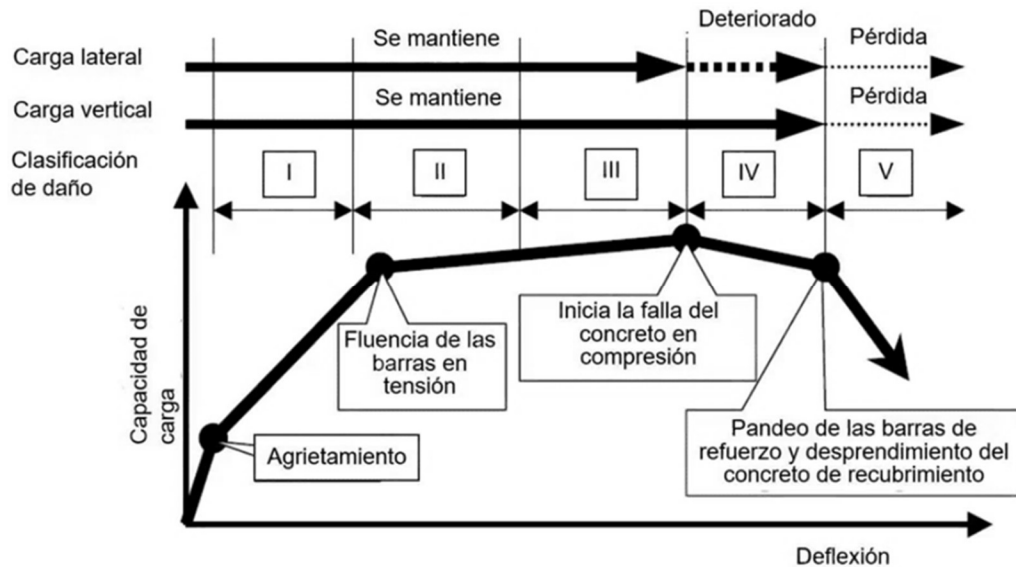 Deteriorado
Carga lateral
Se mantiene
Pérdida
Carga vertical
Se mantiene
Pérdida
Clasificación
de daño
I
II
III
IV
V
Capacidad de
carga
Fluencia de las
barras en
tensión
Inicia la falla del
concreto en
compresión
Agrietamiento
Pandeo de las barras de
refuerzo y desprendimiento del
concreto de recubrimiento
Deflexión